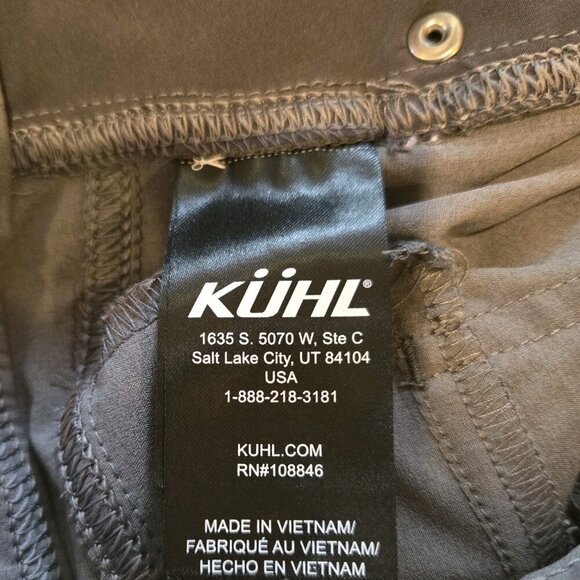 KÜHL®
1635 S. 5070 W, Ste C
Salt Lake City, UT 84104
USA
1-888-218-3181
KUHL.COM
RN#108846
MADE IN VIETNAM/
FABRIQUÉ AU VIETNAM/
HECHO EN VIETNAM